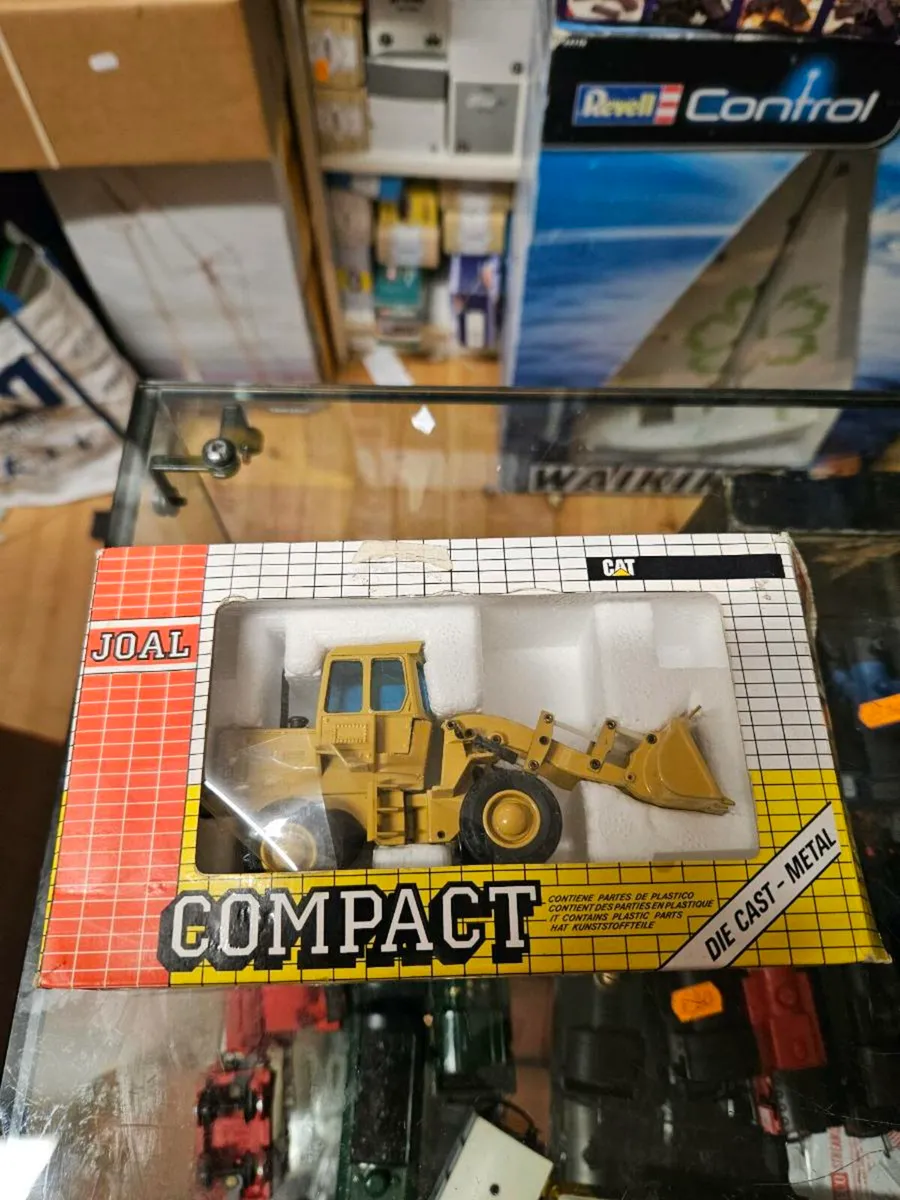 Revell Control
WAIKIKI
CAT
JOAL
COMPACT
CONTIENE PARTES DE PLASTICO
CONTIENT DES PARTIES EN PLASTIQUE
IT CONTAINS PLASTIC PARTS
HAT KUNSTSTOFFTEILE
DIE CAST - METAL